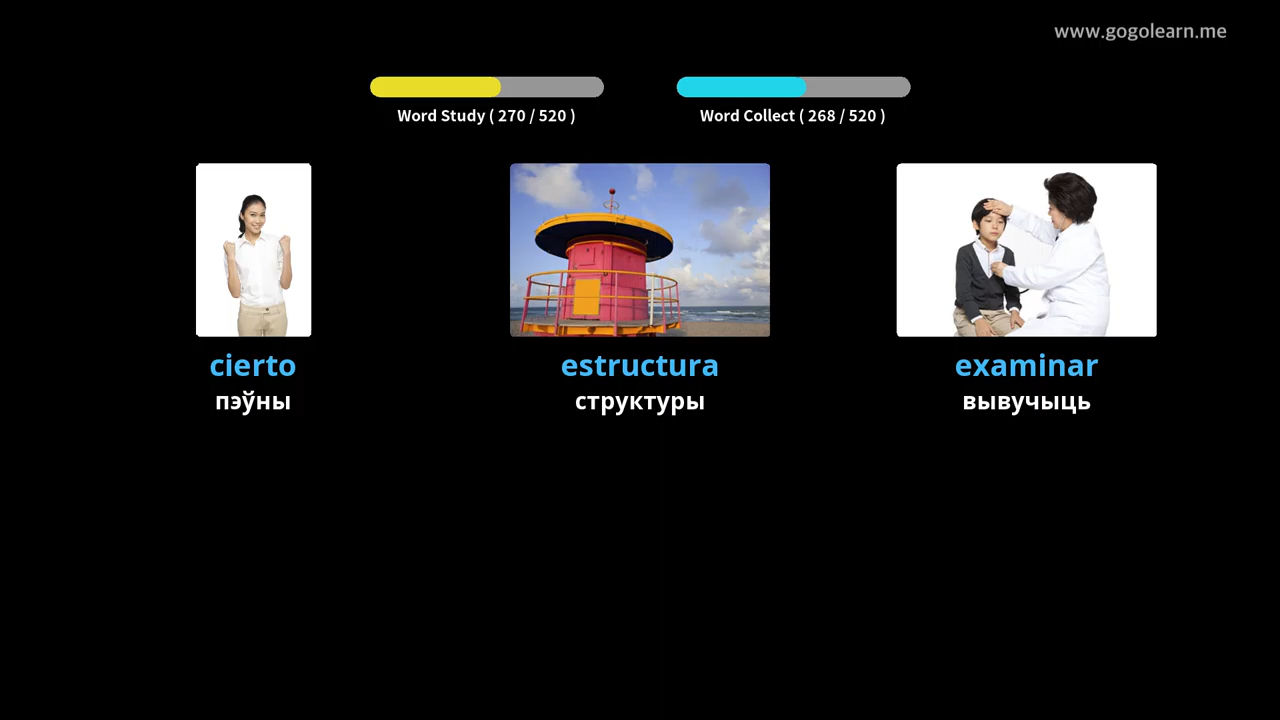 www.gogolearn.me
Word Study ( 270 / 520 )
Word Collect ( 268 / 520 )
cierto
пэўны
estructura
структуры
examinar
вывучыць